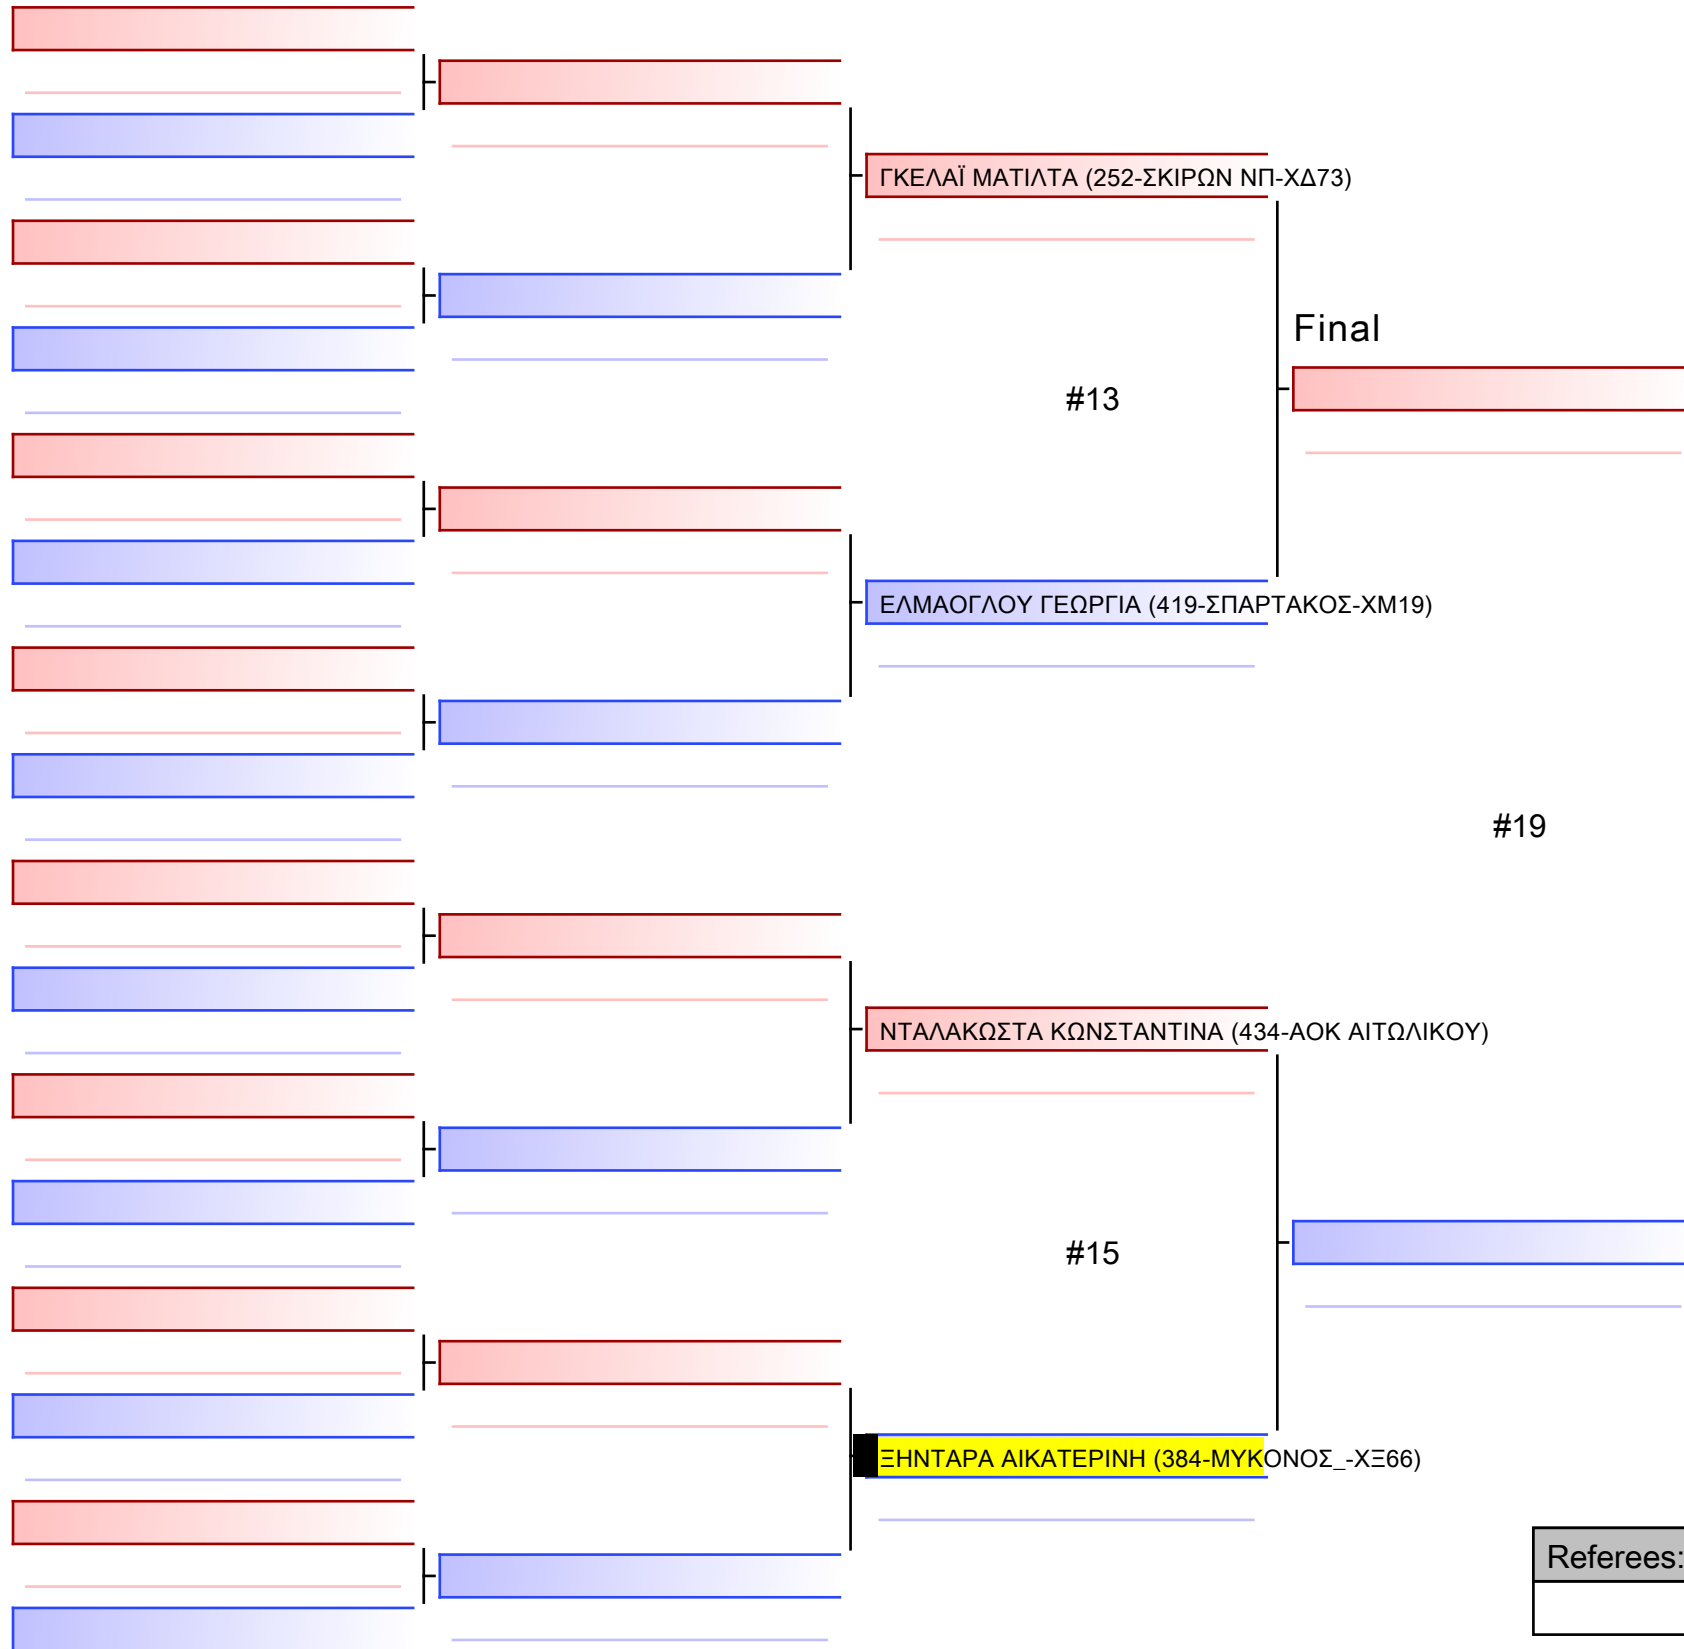 ΓΚΕΛΑΪ ΜΑΤΙΛΤΑ (252-ΣΚΙΡΩΝ ΝΠ-ΧΔ73)
Final
#13
ΕΛΜΑΟΓΛΟΥ ΓΕΩΡΓΙΑ (419-ΣΠΑΡΤΑΚΟΣ-ΧΜ19)
#19
ΝΤΑΛΑΚΩΣΤΑ ΚΩΝΣΤΑΝΤΙΝΑ (434-ΑΟΚ ΑΙΤΩΛΙΚΟΥ)
#15
ΞΗΝΤΑΡΑ ΑΙΚΑΤΕΡΙΝΗ (384-ΜΥΚΟΝΟΣ_-ΧΞ66)
Referees: